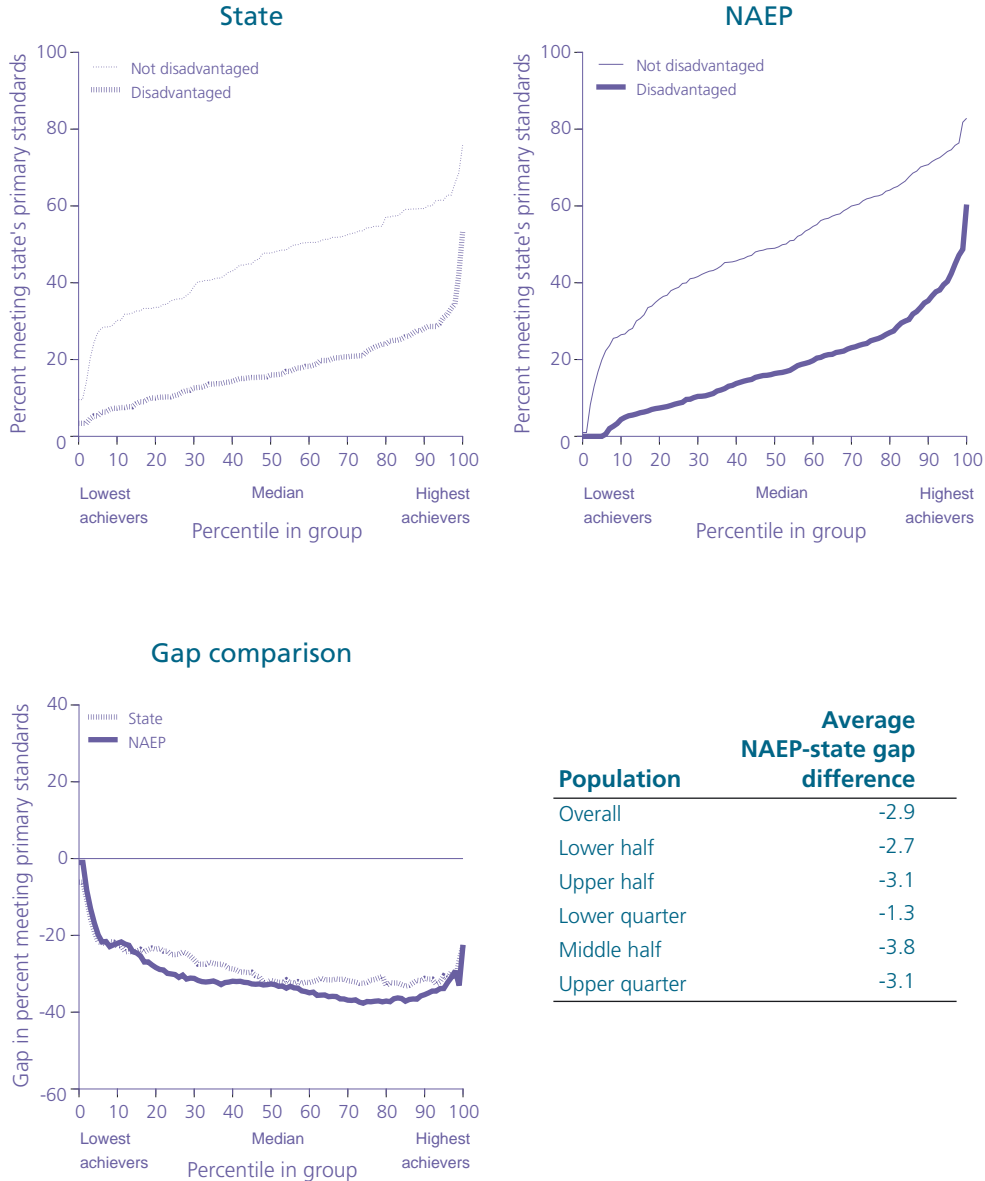 State
Percent meeting state's primary standards
100
80
60
40
20
0
Not disadvantaged
Disadvantaged
0 10 20 30 40 50 60 70 80 90 100
Lowest achievers
Median
Highest achievers
Percentile in group
NAEP
Percent meeting state's primary standards
100
80
60
40
20
0
Not disadvantaged
Disadvantaged
0 10 20 30 40 50 60 70 80 90 100
Lowest achievers
Median
Highest achievers
Percentile in group
Gap comparison
Gap in percent meeting primary standards
40
20
0
-20
-40
-60
State
NAEP
0 10 20 30 40 50 60 70 80 90 100
Lowest achievers
Median
Highest achievers
Percentile in group
Average
NAEP-state gap
Population difference
Overall -2.9
Lower half -2.7
Upper half -3.1
Lower quarter -1.3
Middle half -3.8
Upper quarter -3.1